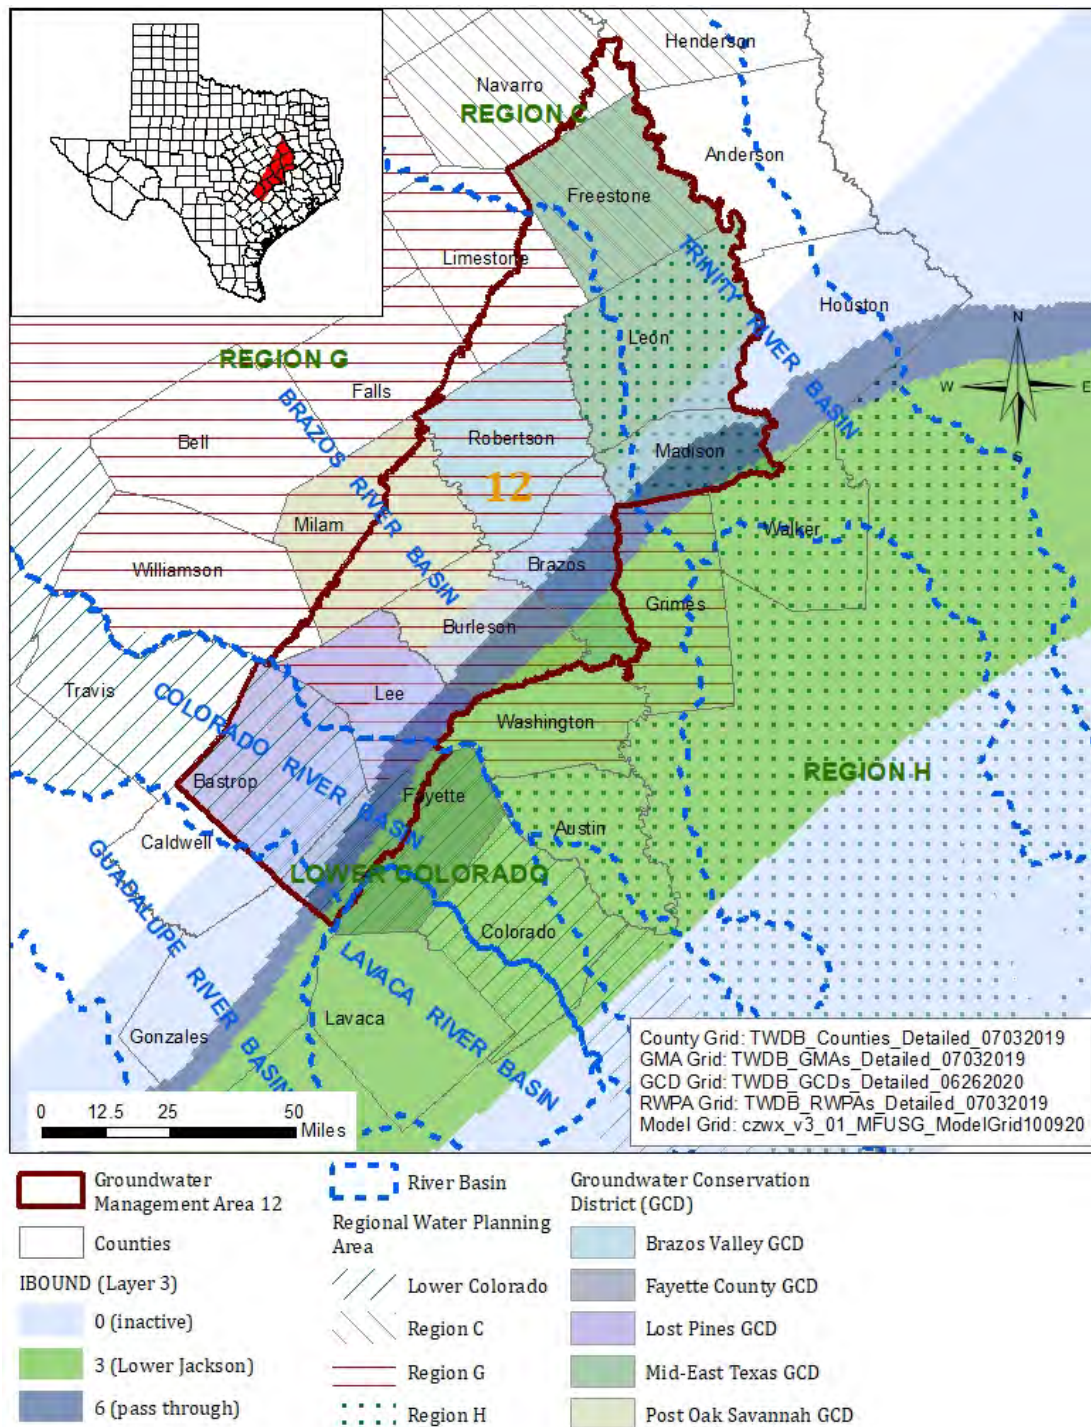 Henderson
Navarro
REGION C
Anderson
Freestone
TRINITY RIVER BASIN
Limestone
Houston
N
Leon
REGION G
W
E
Falls
BRAZOS RIVER BASIN
Bell
Robertson
Madison
S
12
Milam
Walker
Williamson
Brazos
Grimes
Burleson
Travis
Lee
COLORADO RIVER BASIN
Washington
Bastrop
REGION H
Fayette
Caldwell
Austin
GUADALUPE RIVER BASIN
LOWER COLORADO
Colorado
LAVACA RIVER BASIN
Lavaca
Gonzales
County Grid: TWDB_Counties_Detailed_07032019
GMA Grid: TWDB_GMAs_Detailed_07032019
GCD Grid: TWDB_GCDs_Detailed_06262020
RWPA Grid: TWDB_RWPAs_Detailed_07032019
Model Grid: czwx_v3_01_MFUSG_ModelGrid100920
0 12.5 25 50
Miles
Groundwater
Management Area 12
Counties
IBOUND (Layer 3)
0 (inactive)
3 (Lower Jackson)
6 (pass through)
River Basin
Regional Water Planning
Area
Lower Colorado
Region C
Region G
Region H
Groundwater Conservation
District (GCD)
Brazos Valley GCD
Fayette County GCD
Lost Pines GCD
Mid-East Texas GCD
Post Oak Savannah GCD